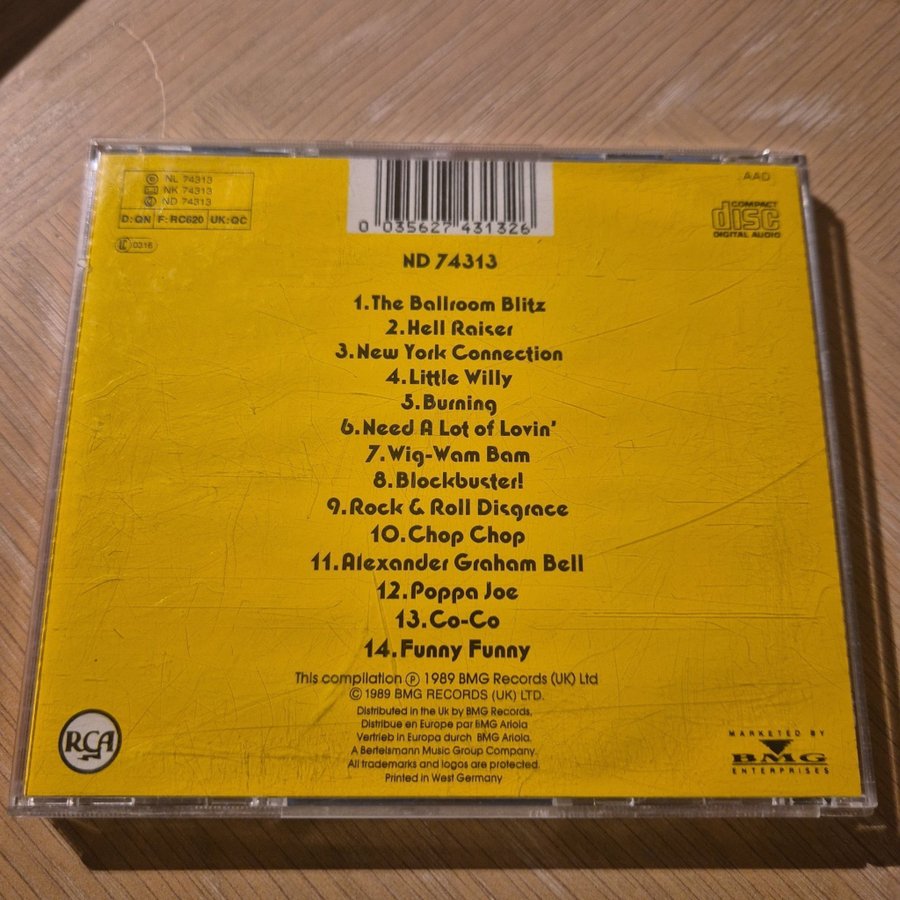 NL 74313
NK 74313
ND 74313
D: QN F: RC620 UK: QC
LC 0316
0 035627 431326
AAD
COMPACT
disc
DIGITAL AUDIO
ND 74313
1. The Ballroom Blitz
2. Hell Raiser
3. New York Connection
4. Little Willy
5. Burning
6. Need A Lot of Lovin'
7. Wig-Wam Bam
8. Blockbuster!
9. Rock & Roll Disgrace
10. Chop Chop
11. Alexander Graham Bell
12. Poppa Joe
13. Co-Co
14. Funny Funny
This compilation ℗ 1989 BMG Records (UK) Ltd
© 1989 BMG RECORDS (UK) LTD.
Distributed in the Uk by BMG Records.
Distribue en Europe par BMG Ariola
Vertrieb in Europa durch BMG Ariola.
A Bertelsmann Music Group Company.
All trademarks and logos are protected.
Printed in West Germany
RCA
MARKETED BY
BMG
ENTERPRISES